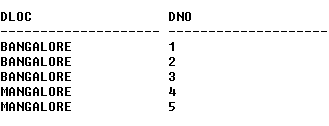 DLOC DNO
-------------------- --------------------
BANGALORE 1
BANGALORE 2
BANGALORE 3
MANGALORE 4
MANGALORE 5